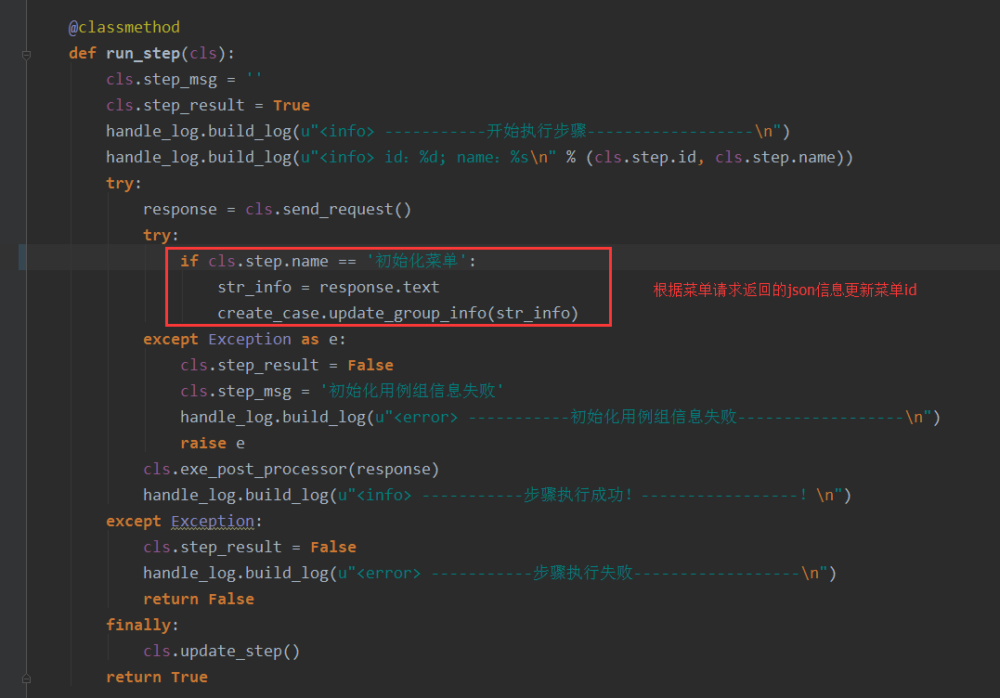 @classmethod
def run_step(cls):
cls.step_msg = ''
cls.step_result = True
handle_log.build_log(u"<info> -----------开始执行步骤------------------\n")
handle_log.build_log(u"<info> id：%d; name：%s\n" % (cls.step.id, cls.step.name))
try:
response = cls.send_request()
try:
if cls.step.name == '初始化菜单':
str_info = response.text
根据菜单请求返回的json信息更新菜单id
create_case.update_group_info(str_info)
except Exception as e:
cls.step_result = False
cls.step_msg = '初始化用例组信息失败'
handle_log.build_log(u"<error> -----------初始化用例组信息失败------------------\n")
raise e
cls.exe_post_processor(response)
handle_log.build_log(u"<info> -----------步骤执行成功！-----------------！\n")
except Exception:
cls.step_result = False
handle_log.build_log(u"<error> -----------步骤执行失败------------------\n")
return False
finally:
cls.update_step()
return True